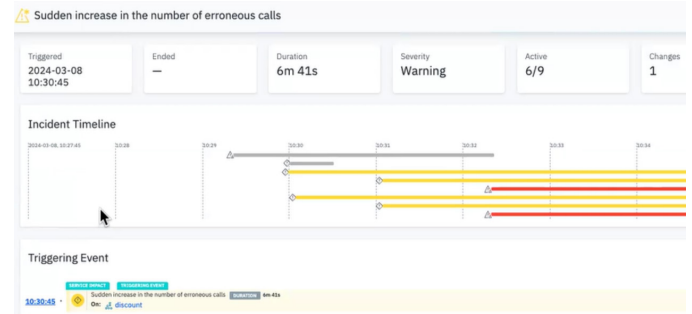 Sudden increase in the number of erroneous calls
Triggered
2024-03-08
10:30:45
Ended
—
Duration
6m 41s
Severity
Warning
Active
6/9
Changes
1
Incident Timeline
2024-03-08, 10:27:45 10:28 10:29 10:30 10:31 10:32 10:33 10:34
Triggering Event
SERVICE IMPACT TRIGGERING EVENT
10:30:45 - Sudden increase in the number of erroneous calls DURATION 6m 41s
On: discount